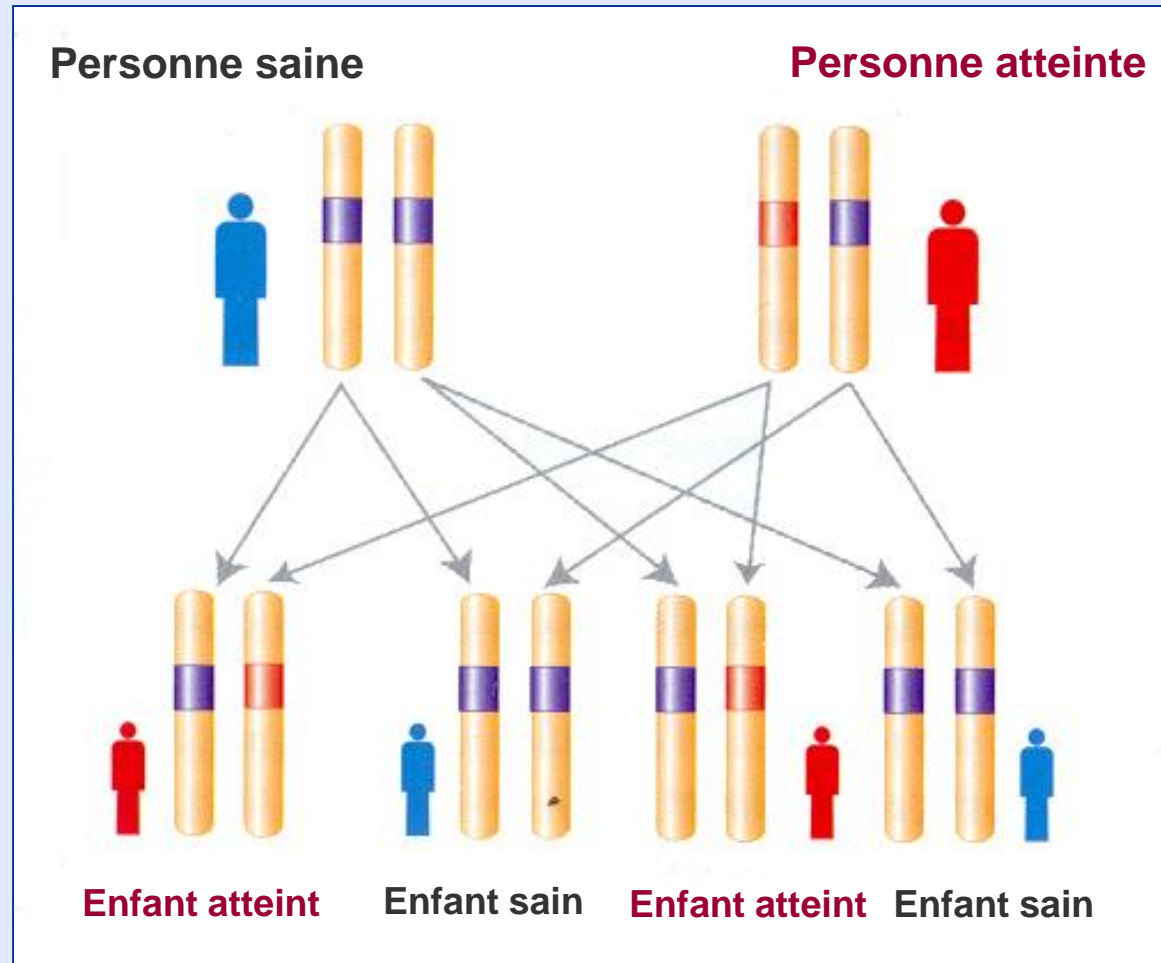 Personne saine
Personne atteinte
Enfant atteint
Enfant sain
Enfant atteint
Enfant sain